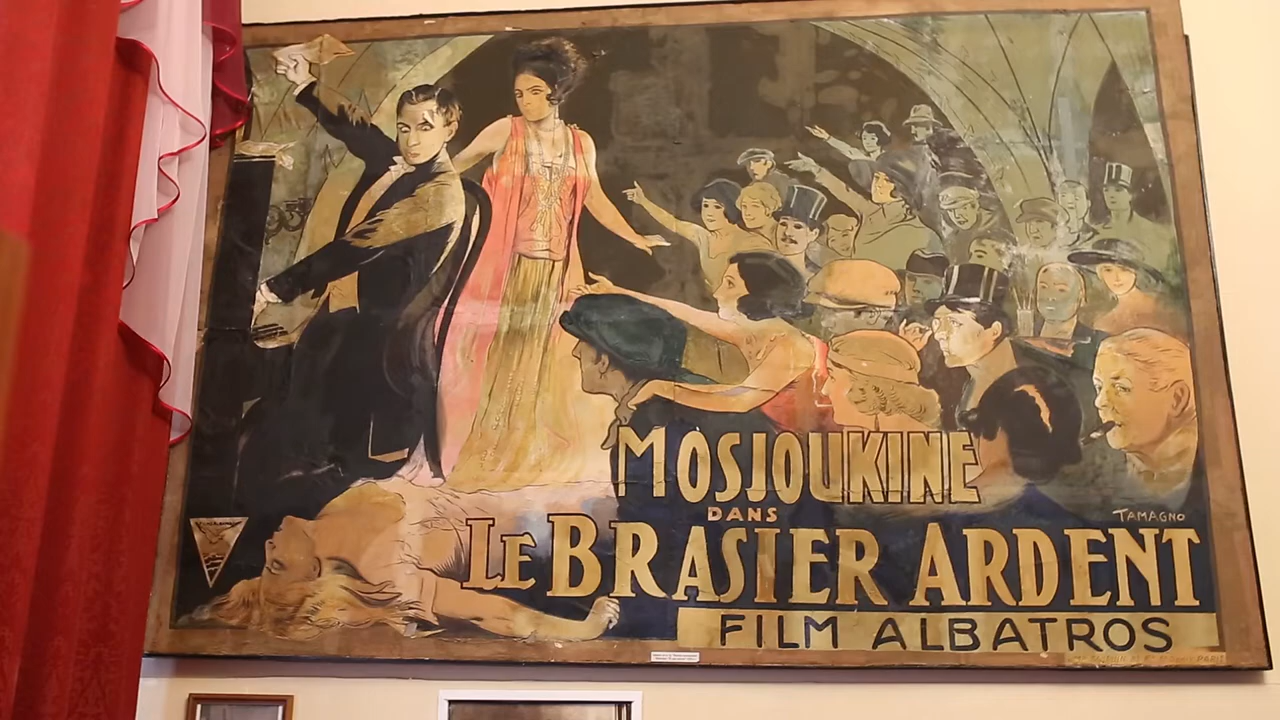 MOSJOUKINE
DANS
TAMAGNO
LE BRASIER ARDENT
FILM ALBATROS